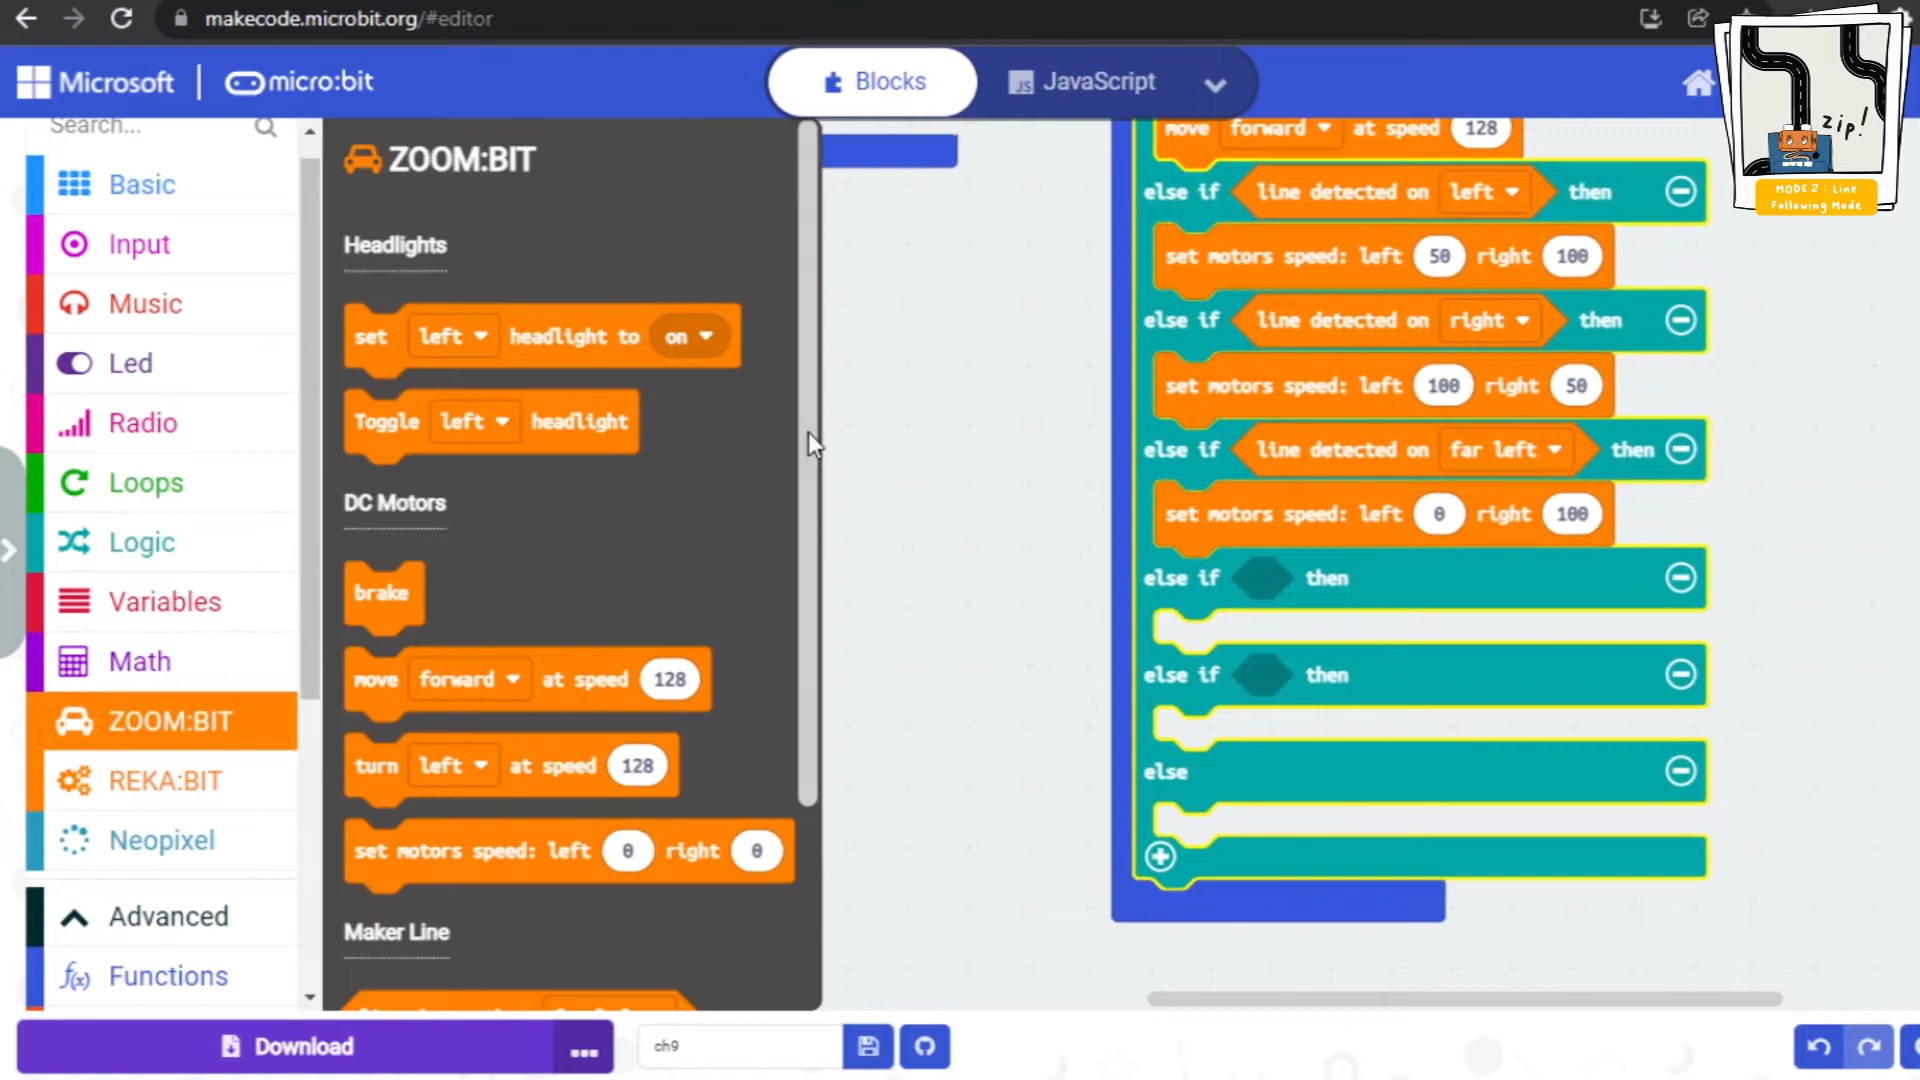 makecode.microbit.org/#editor
Microsoft
micro:bit
Blocks
JS JavaScript
zip!
MODE 2 : Line
Following Mode
Search...
Basic
Input
Music
Led
Radio
Loops
Logic
Variables
Math
ZOOM:BIT
REKA:BIT
Neopixel
Advanced
f(x) Functions
ZOOM:BIT
Headlights
set left headlight to on
Toggle left headlight
DC Motors
brake
move forward at speed 128
turn left at speed 128
set motors speed: left 0 right 0
Maker Line
move forward at speed 128
else if line detected on left then
set motors speed: left 50 right 100
else if line detected on right then
set motors speed: left 100 right 50
else if line detected on far left then
set motors speed: left 0 right 100
else if then
else if then
else
Download
ch9